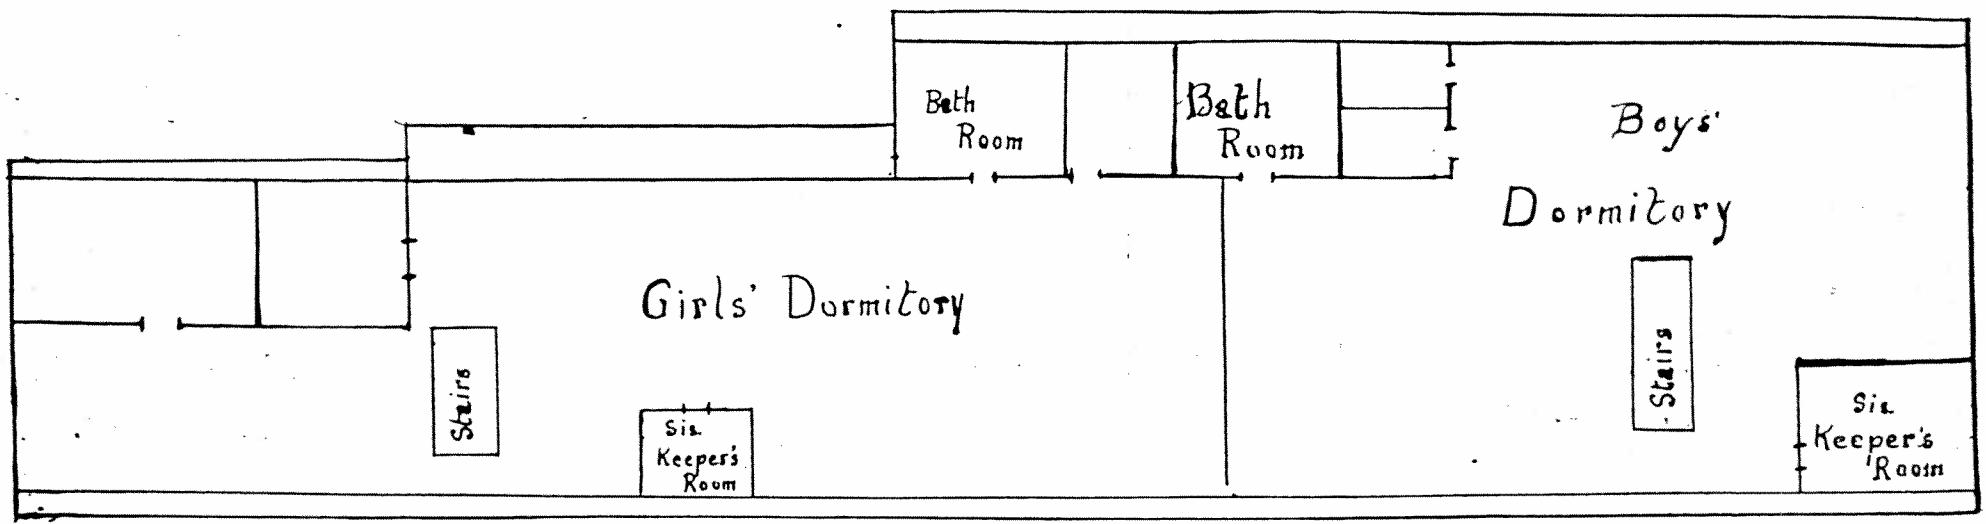 Bath
Room
Bath
Room
Boys'
Dormitory
Girls' Dormitory
Stairs
Sis.
Keeper's
Room
Stairs
Sis.
Keeper's
Room